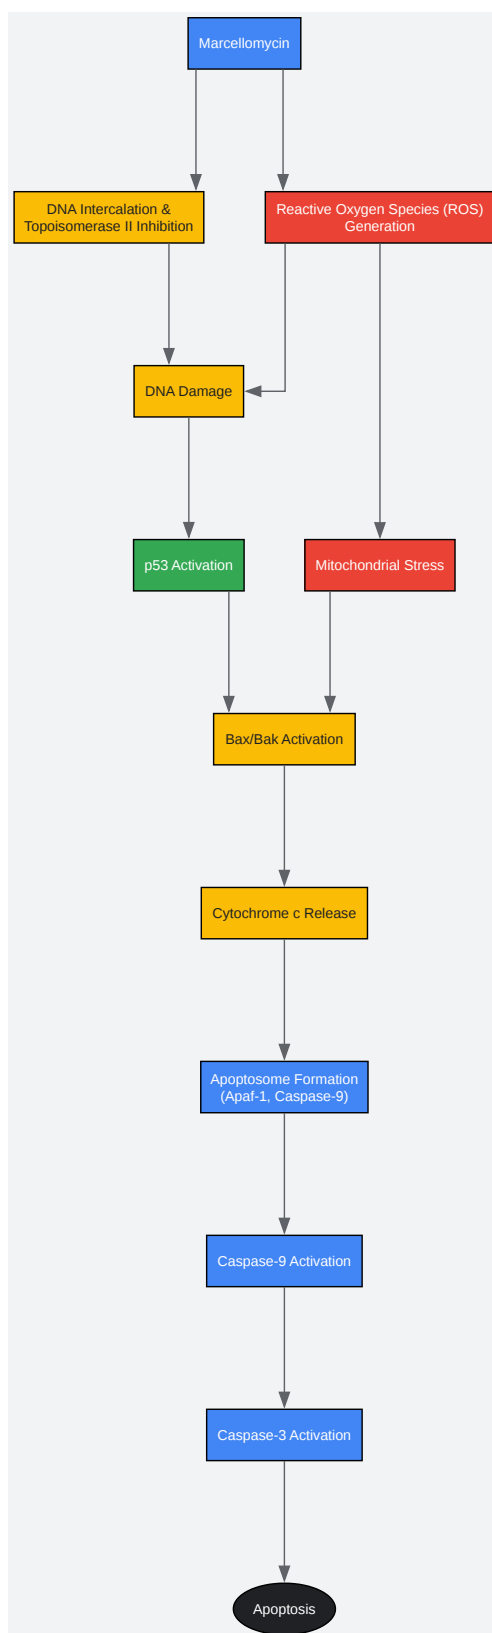 Marcellomycin
DNA Intercalation &
Topoisomerase II Inhibition
Reactive Oxygen Species (ROS)
Generation
DNA Damage
p53 Activation
Mitochondrial Stress
Bax/Bak Activation
Cytochrome c Release
Apoptosome Formation
(Apaf-1, Caspase-9)
Caspase-9 Activation
Caspase-3 Activation
Apoptosis